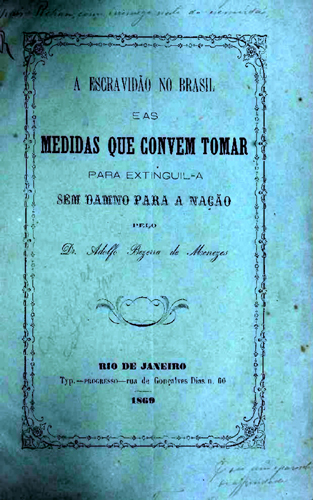 A ESCRAVIDÃO NO BRASIL
E AS
MEDIDAS QUE CONVEM TOMAR
PARA EXTINGUIL-A
SEM DAMNO PARA A NAÇÃO
PELO
Dr. Adolfo Bezerra de Menezes
RIO DE JANEIRO
Typ.—PROGRESSO—rua de Gonçalves Dias n. 60
1869